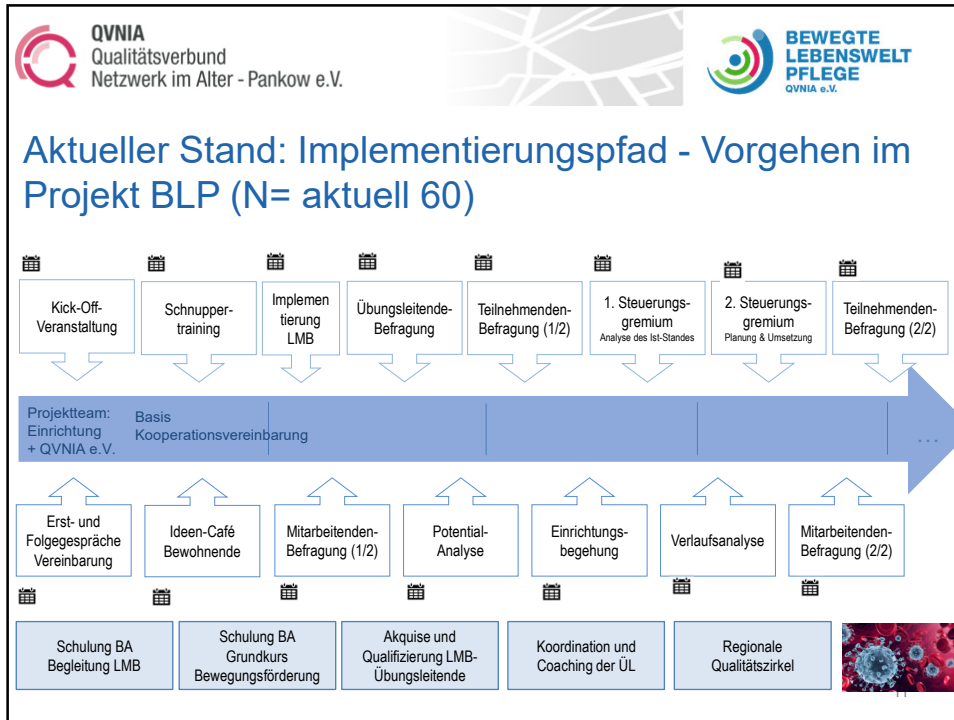 QVNIA
Qualitätsverbund
Netzwerk im Alter - Pankow e.V.
BEWEGTE
LEBENSWELT
PFLEGE
QVNIA e.V.
Aktueller Stand: Implementierungspfad - Vorgehen im
Projekt BLP (N= aktuell 60)
Kick-Off-
Veranstaltung
Schnupper-
training
Implemen
tierung
LMB
Übungsleitende-
Befragung
Teilnehmenden-
Befragung (1/2)
1. Steuerungs-
gremium
Analyse des Ist-Standes
2. Steuerungs-
gremium
Planung & Umsetzung
Teilnehmenden-
Befragung (2/2)
Projektteam:
Einrichtung
+ QVNIA e.V.
Basis
Kooperationsvereinbarung
...
Erst- und
Folgegespräche
Vereinbarung
Ideen-Café
Bewohnende
Mitarbeitenden-
Befragung (1/2)
Potential-
Analyse
Einrichtungs-
begehung
Verlaufsanalyse
Mitarbeitenden-
Befragung (2/2)
Schulung BA
Begleitung LMB
Schulung BA
Grundkurs
Bewegungsförderung
Akquise und
Qualifizierung LMB-
Übungsleitende
Koordination und
Coaching der ÜL
Regionale
Qualitätszirkel